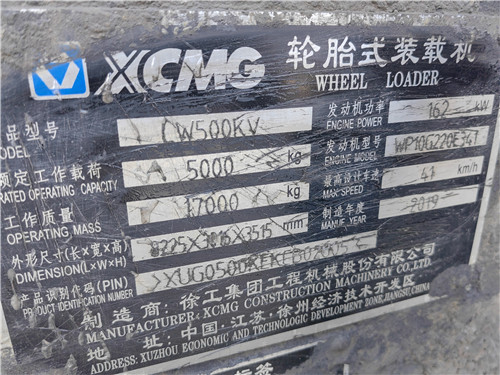 XCMG 轮胎式装载机
WHEEL LOADER
品型号 CW500KV 发动机功率 162 kW
MODEL ENGINE POWER
额定工作载荷 5000 kg 发动机型号 WP10G220E341
RATED OPERATING CAPACITY ENGINE MODEL
工作质量 17000 kg 最高设计车速 41 km/h
OPERATING MASS MAX SPEED
外形尺寸(长×宽×高) 8225×3016×3515 mm 制造年度 2019
DIMENSION(L×W×H) MANUF. YEAR
产品识别代码(PIN)
PRODUCT IDENTIFICATION NUMBER
制造商:徐工集团工程机械股份有限公司
MANUFACTURER: XCMG CONSTRUCTION MACHINERY CO.,LTD.
地址:中国·江苏·徐州经济技术开发区
ADDRESS: XUZHOU ECONOMIC AND TECHNOLOGIC DEVELOPMENT ZONE,JIANGSU,CHINA